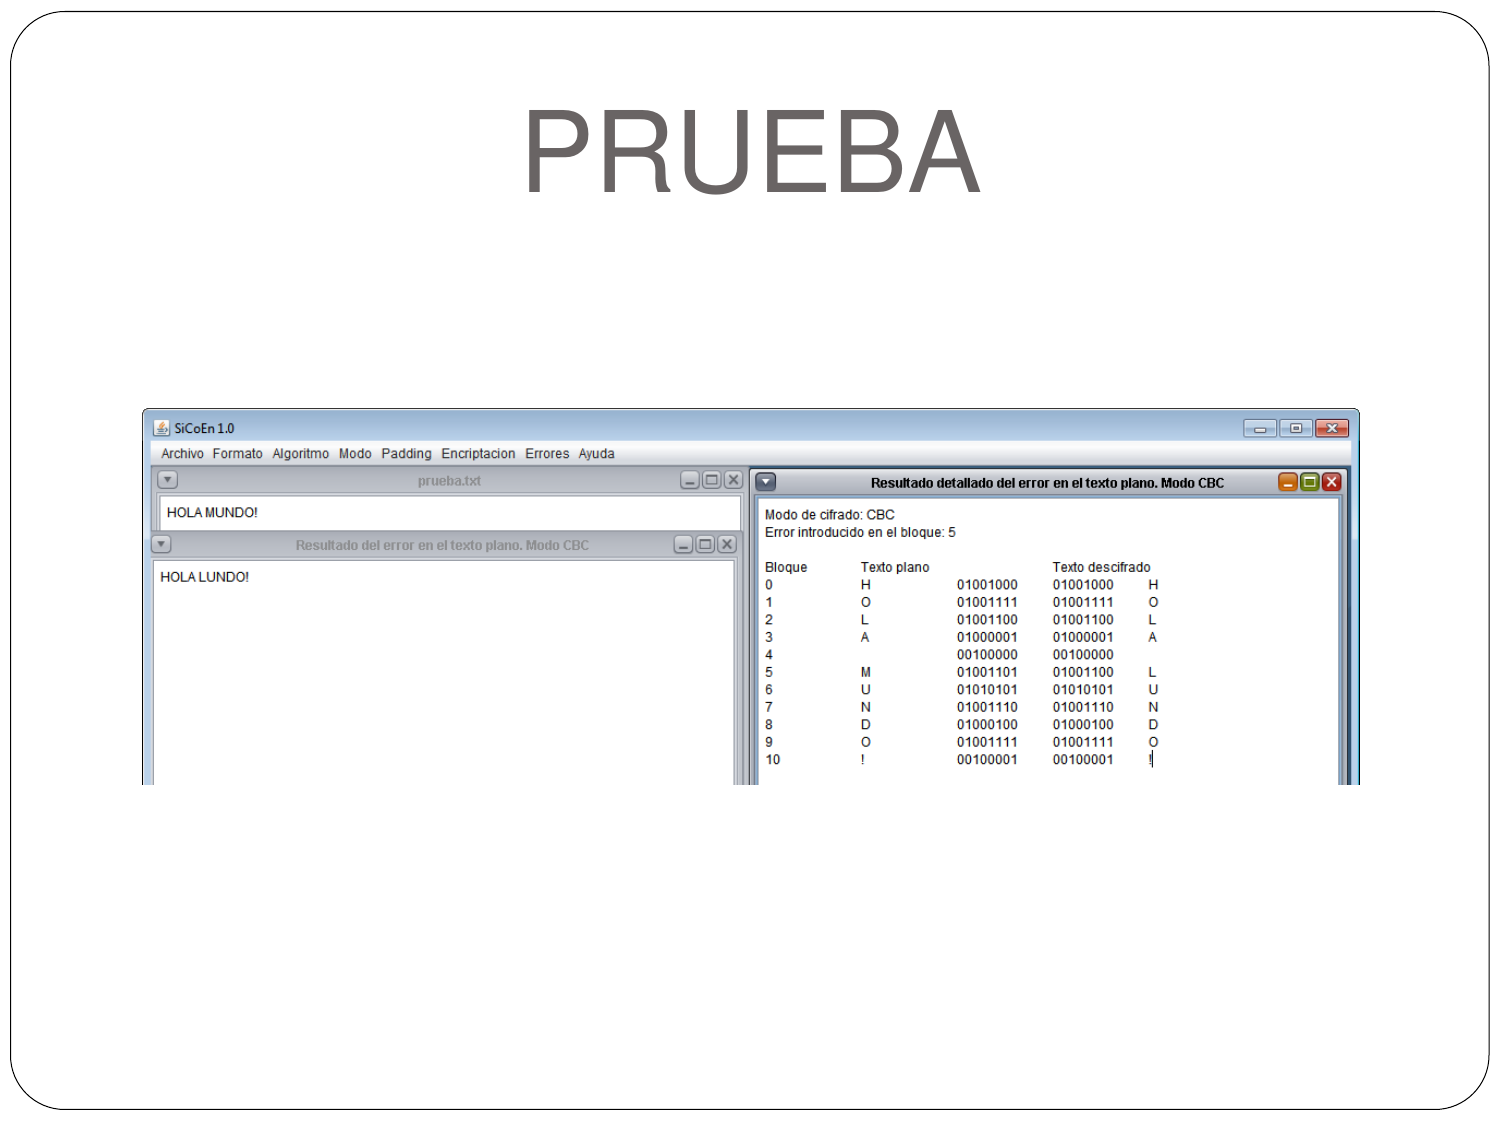 PRUEBA
SiCoEn 1.0
Archivo Formato Algoritmo Modo Padding Encriptacion Errores Ayuda
prueba.txt
HOLA MUNDO!
Resultado del error en el texto plano. Modo CBC
HOLA LUNDO!
Resultado detallado del error en el texto plano. Modo CBC
Modo de cifrado: CBC
Error introducido en el bloque: 5
Bloque Texto plano Texto descifrado
0 H 01001000 01001000 H
1 O 01001111 01001111 O
2 L 01001100 01001100 L
3 A 01000001 01000001 A
4 00100000 00100000
5 M 01001101 01001100 L
6 U 01010101 01010101 U
7 N 01001110 01001110 N
8 D 01000100 01000100 D
9 O 01001111 01001111 O
10 ! 00100001 00100001 !